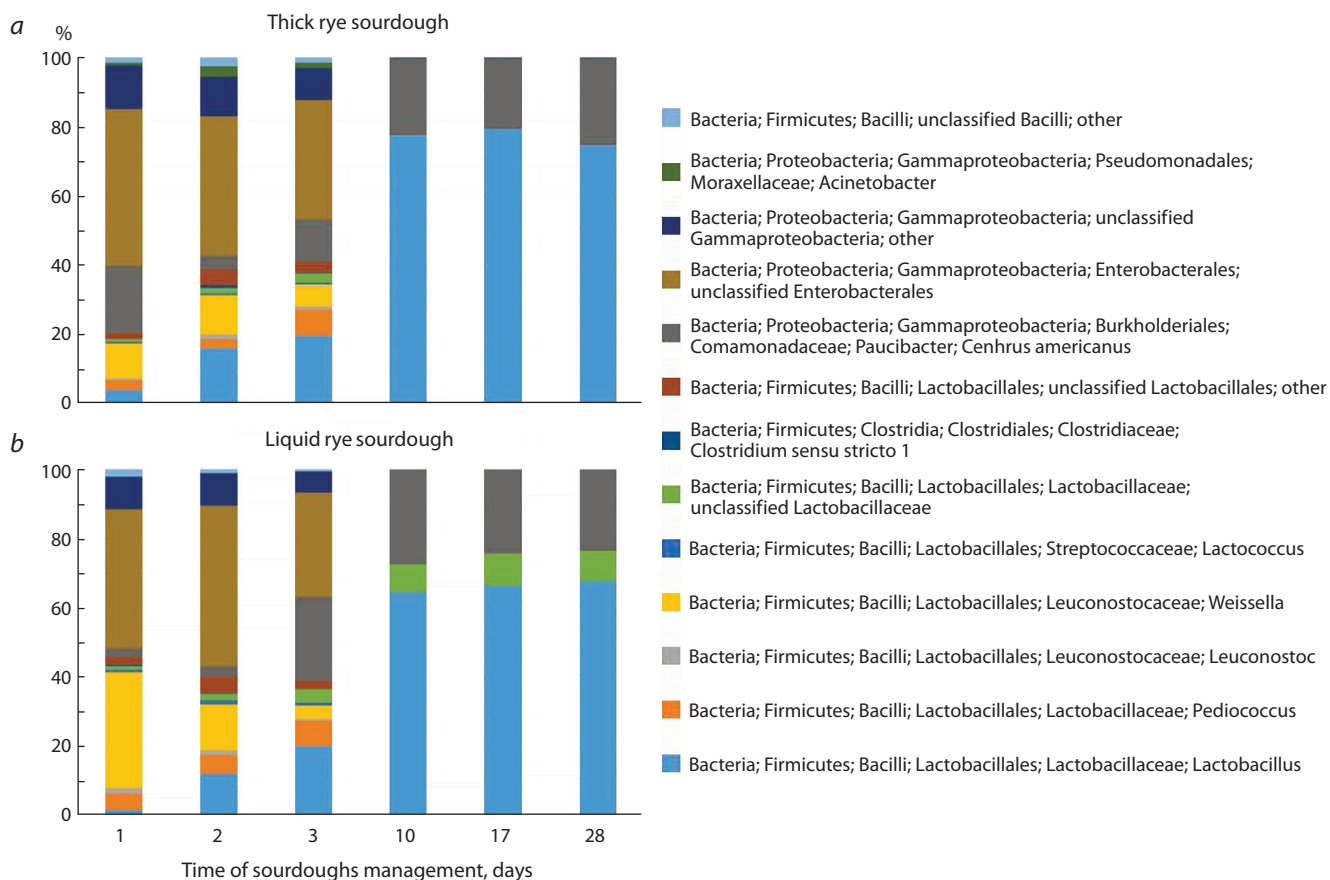 a
%
Thick rye sourdough
100
80
60
40
20
0
b
Liquid rye sourdough
100
80
60
40
20
0
1
2
3
10
17
28
Time of sourdoughs management, days
Bacteria; Firmicutes; Bacilli; unclassified Bacilli; other
Bacteria; Proteobacteria; Gammaproteobacteria; Pseudomonadales;
Moraxellaceae; Acinetobacter
Bacteria; Proteobacteria; Gammaproteobacteria; unclassified
Gammaproteobacteria; other
Bacteria; Proteobacteria; Gammaproteobacteria; Enterobacterales;
unclassified Enterobacterales
Bacteria; Proteobacteria; Gammaproteobacteria; Burkholderiales;
Comamonadaceae; Paucibacter; Cenhrus americanus
Bacteria; Firmicutes; Bacilli; Lactobacillales; unclassified Lactobacillales; other
Bacteria; Firmicutes; Clostridia; Clostridiales; Clostridiaceae;
Clostridium sensu stricto 1
Bacteria; Firmicutes; Bacilli; Lactobacillales; Lactobacillaceae;
unclassified Lactobacillaceae
Bacteria; Firmicutes; Bacilli; Lactobacillales; Streptococcaceae; Lactococcus
Bacteria; Firmicutes; Bacilli; Lactobacillales; Leuconostocaceae; Weissella
Bacteria; Firmicutes; Bacilli; Lactobacillales; Leuconostocaceae; Leuconostoc
Bacteria; Firmicutes; Bacilli; Lactobacillales; Lactobacillaceae; Pediococcus
Bacteria; Firmicutes; Bacilli; Lactobacillales; Lactobacillaceae; Lactobacillus